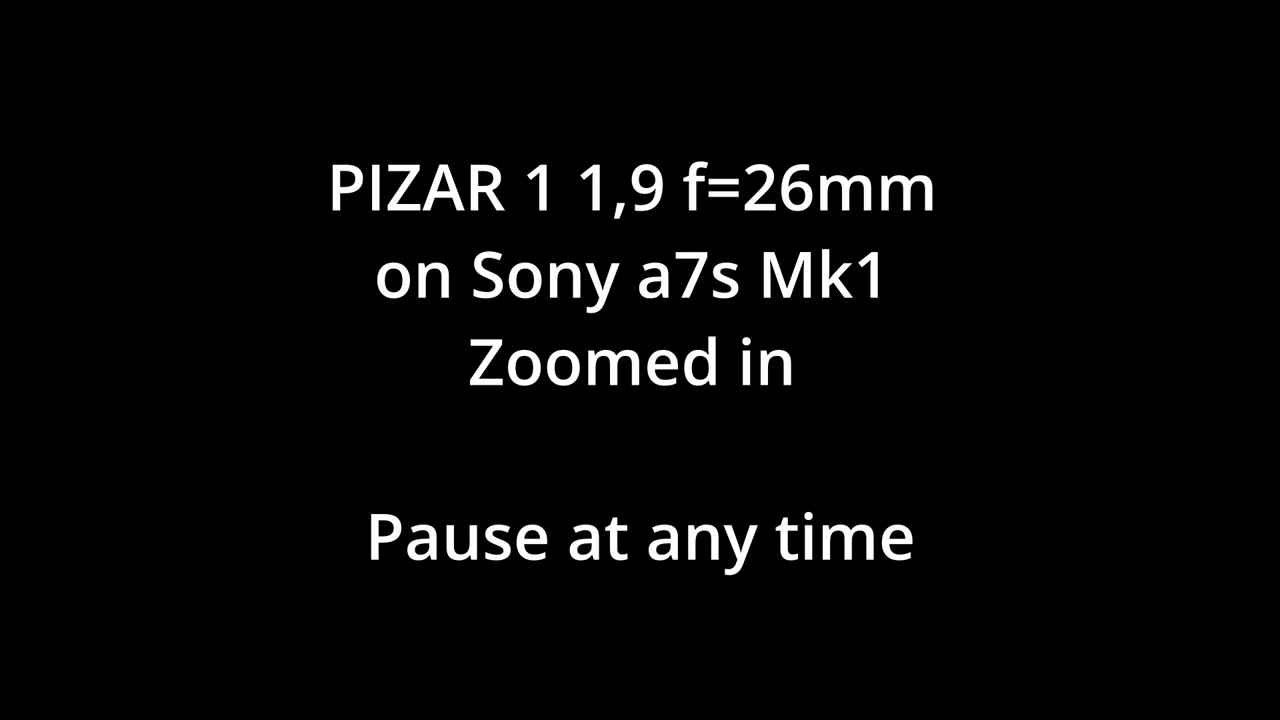 PIZAR 1 1,9 f=26mm
on Sony a7s Mk1
Zoomed in
Pause at any time